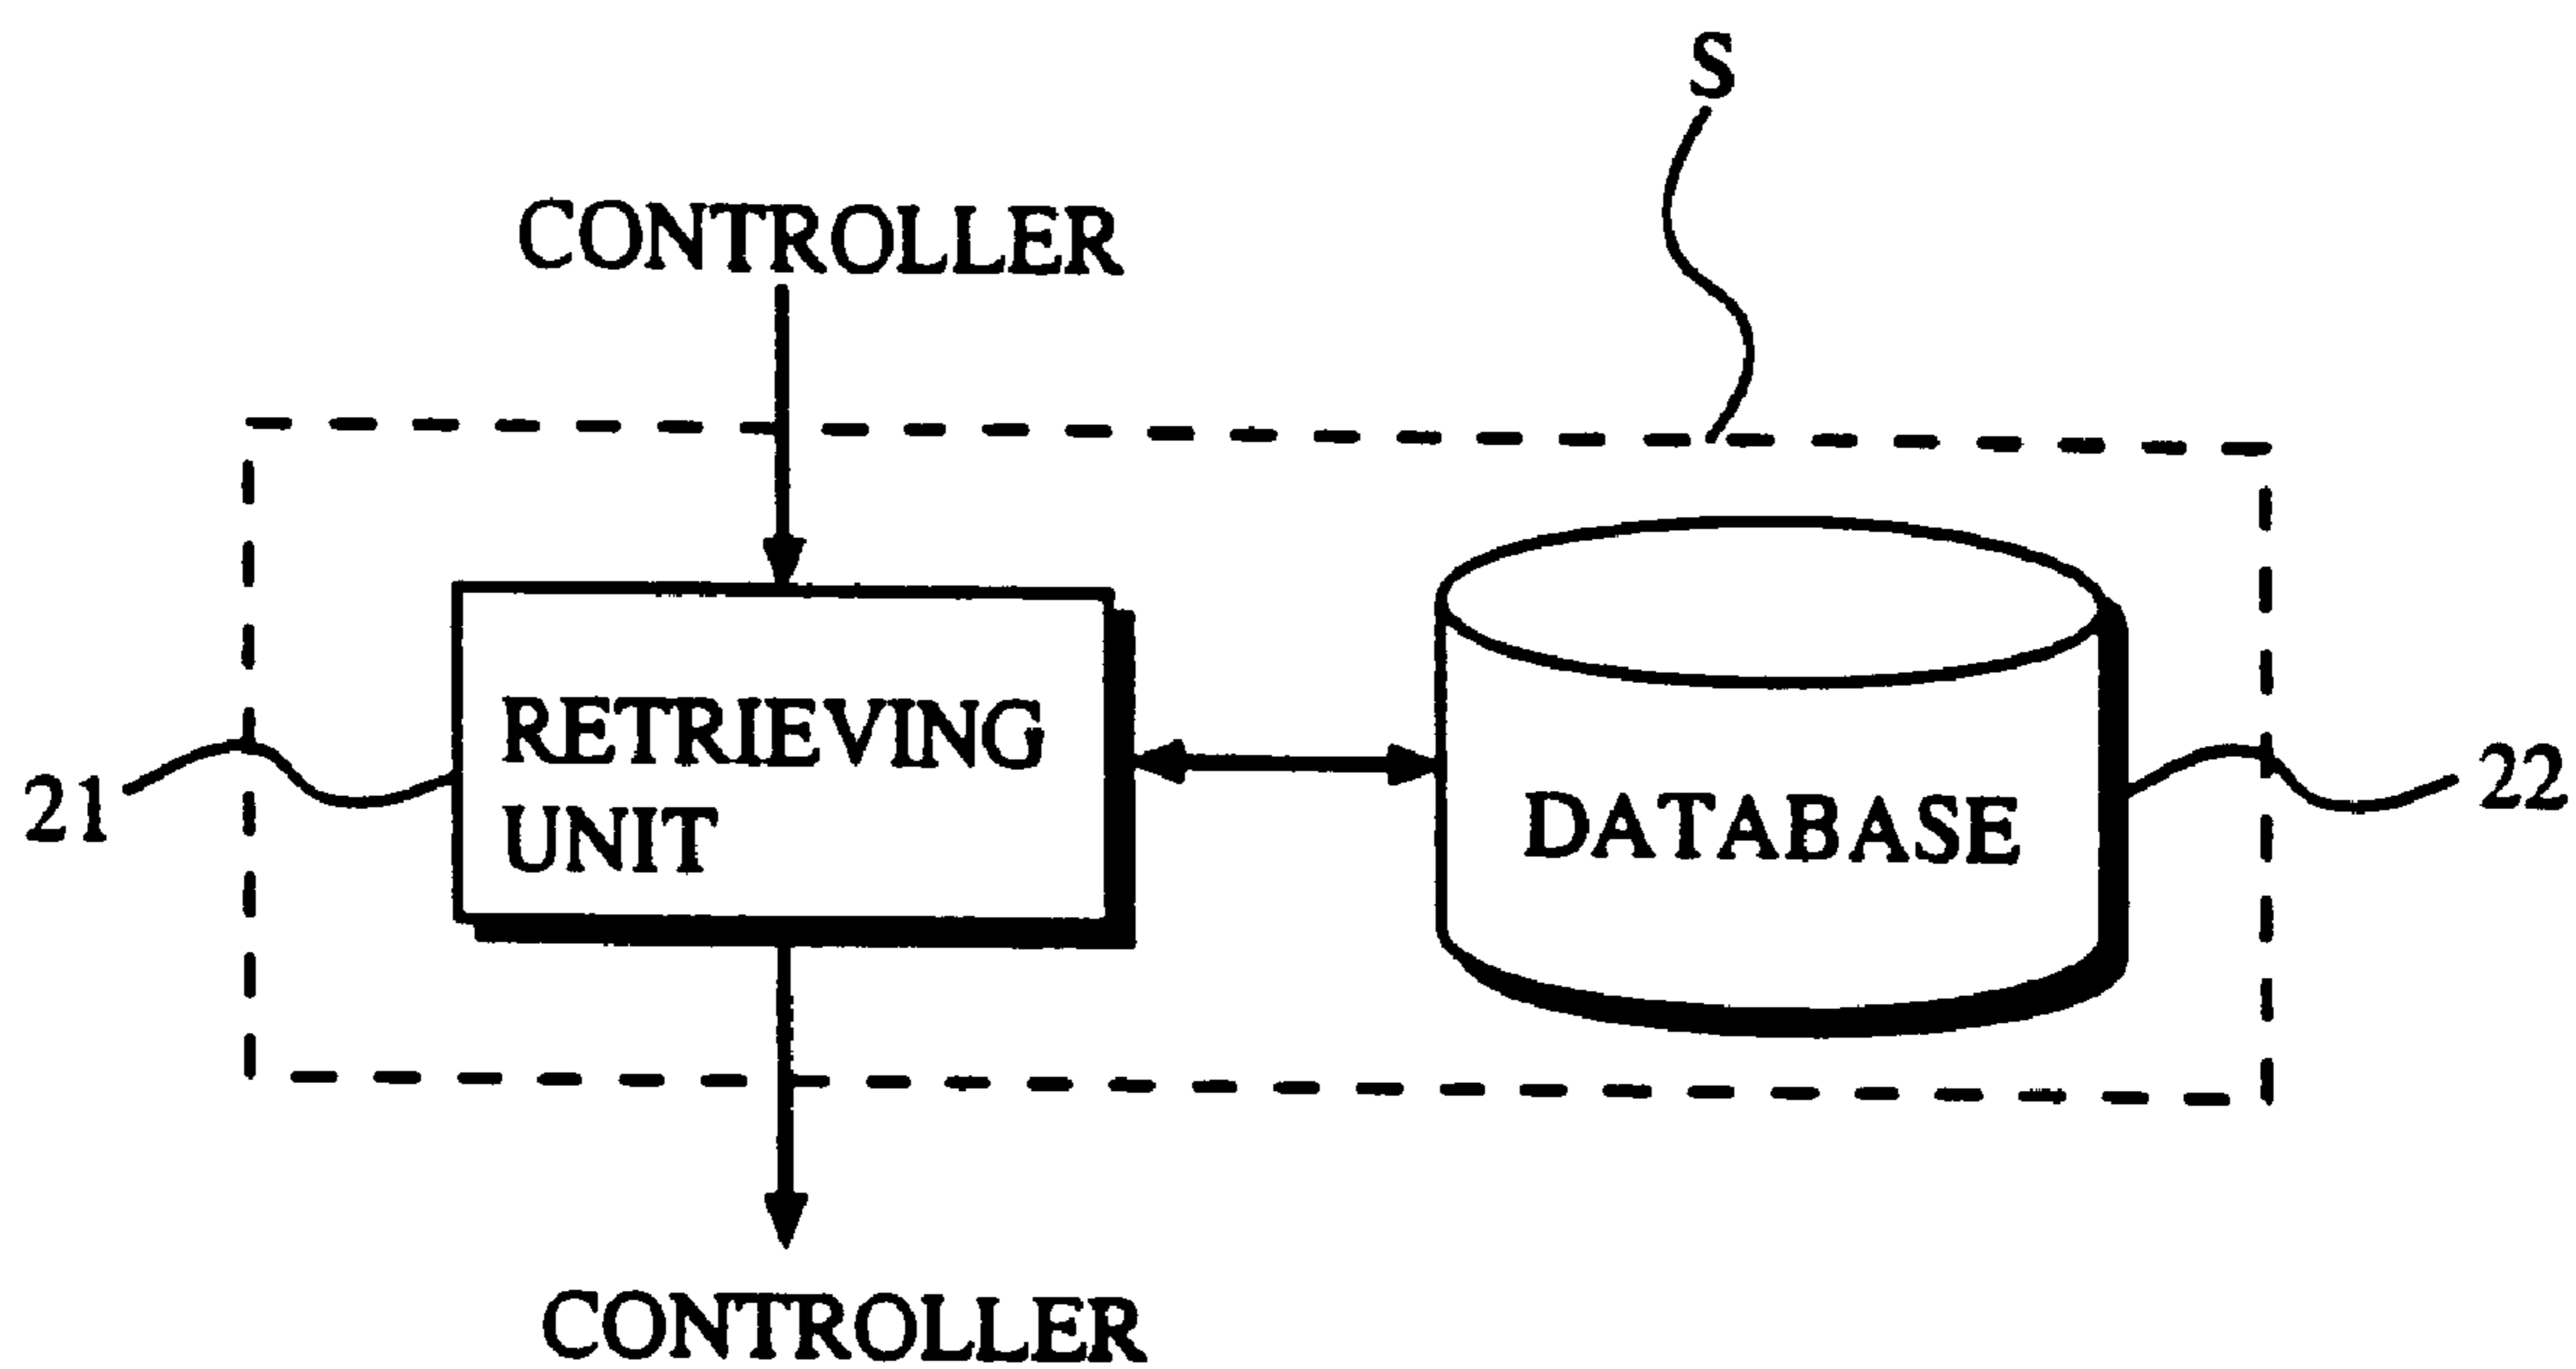 S
CONTROLLER
RETRIEVING
UNIT
21
DATABASE
22
CONTROLLER